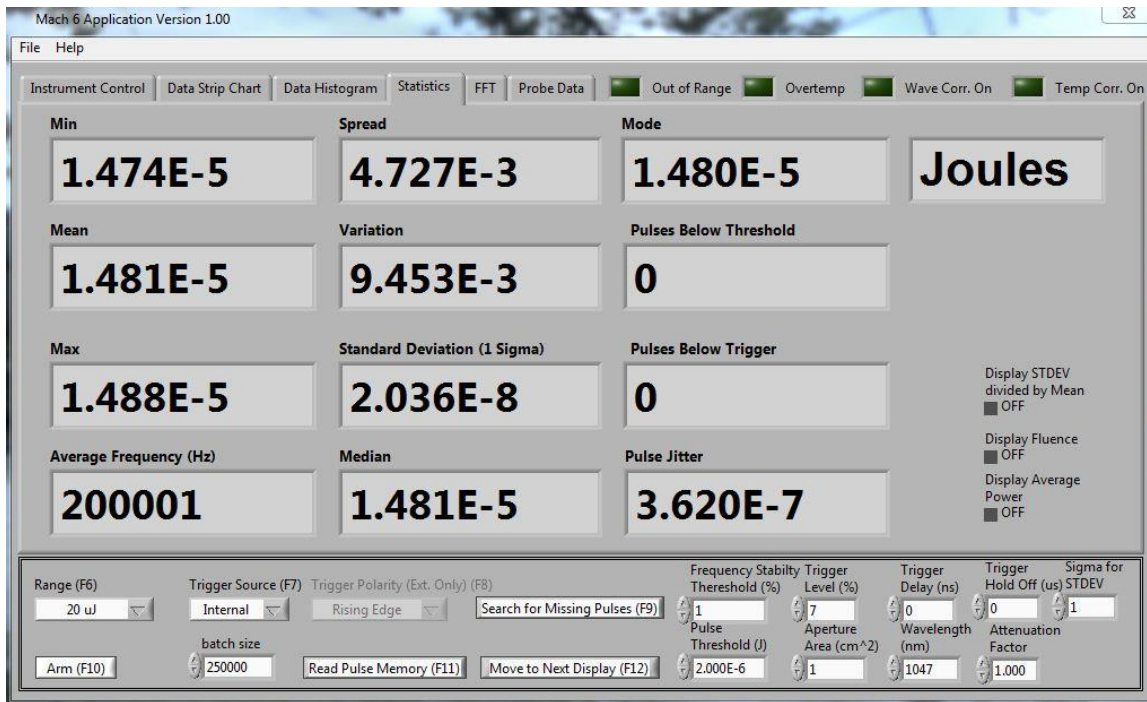 Mach 6 Application Version 1.00
File Help
Instrument Control Data Strip Chart Data Histogram Statistics FFT Probe Data Out of Range Overtemp Wave Corr. On Temp Corr. On
Min Spread Mode
1.474E-5 4.727E-3 1.480E-5 Joules
Mean Variation Pulses Below Threshold
1.481E-5 9.453E-3 0
Max Standard Deviation (1 Sigma) Pulses Below Trigger
1.488E-5 2.036E-8 0
Display STDEV
divided by Mean
OFF
Display Fluence
OFF
Average Frequency (Hz) Median Pulse Jitter
200001 1.481E-5 3.620E-7
Display Average
Power
OFF
Range (F6) Trigger Source (F7) Trigger Polarity (Ext. Only) (F8)
20 uJ Internal Rising Edge Search for Missing Pulses (F9)
Frequency Stabilty Thereshold (%) Trigger Level (%) Trigger Delay (ns) Trigger Hold Off (us) Sigma for STDEV
1 7 0 0 1
batch size
Arm (F10) 250000 Read Pulse Memory (F11) Move to Next Display (F12)
Pulse Threshold (J) Aperture Area (cm^2) Wavelength (nm) Attenuation Factor
2.000E-6 1 1047 1.000